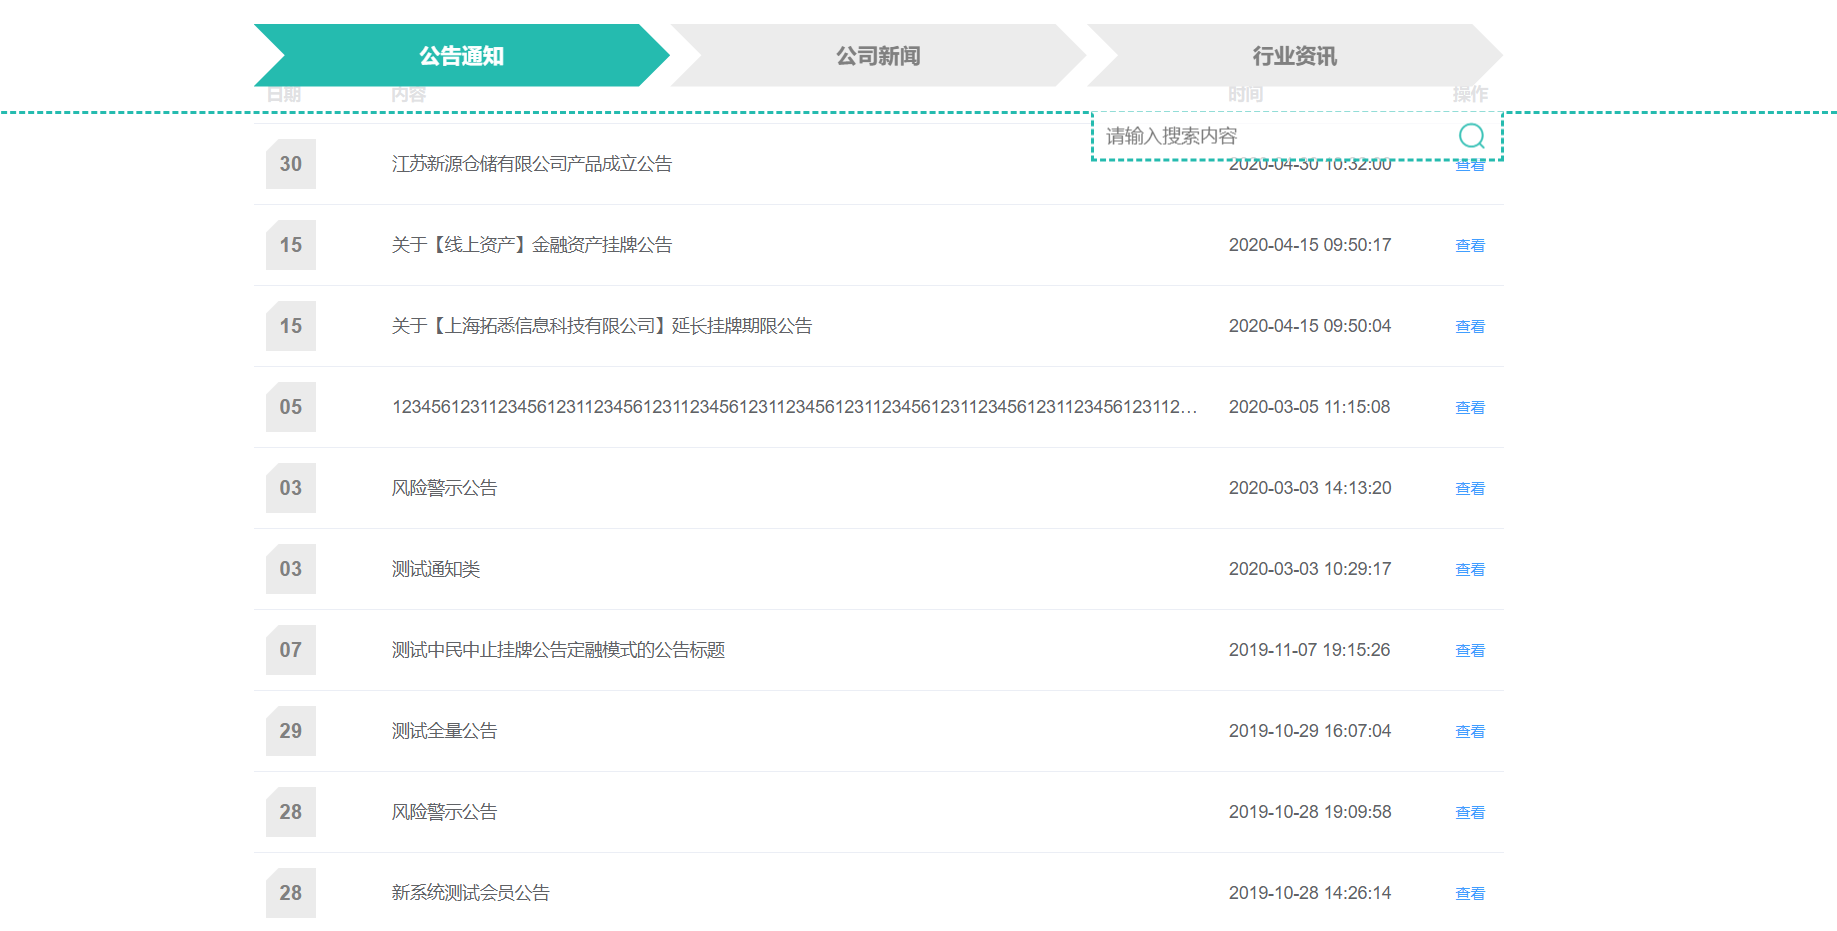 公告通知 公司新闻 行业资讯
日期 内容 时间 操作
请输入搜索内容
30 江苏新源仓储有限公司产品成立公告 2020-04-30 10:32:00 查看
15 关于【线上资产】金融资产挂牌公告 2020-04-15 09:50:17 查看
15 关于【上海拓悉信息科技有限公司】延长挂牌期限公告 2020-04-15 09:50:04 查看
05 1234561231123456123112345612311234561231123456123112345612311234561231123456123112... 2020-03-05 11:15:08 查看
03 风险警示公告 2020-03-03 14:13:20 查看
03 测试通知类 2020-03-03 10:29:17 查看
07 测试中民中止挂牌公告定融模式的公告标题 2019-11-07 19:15:26 查看
29 测试全量公告 2019-10-29 16:07:04 查看
28 风险警示公告 2019-10-28 19:09:58 查看
28 新系统测试会员公告 2019-10-28 14:26:14 查看